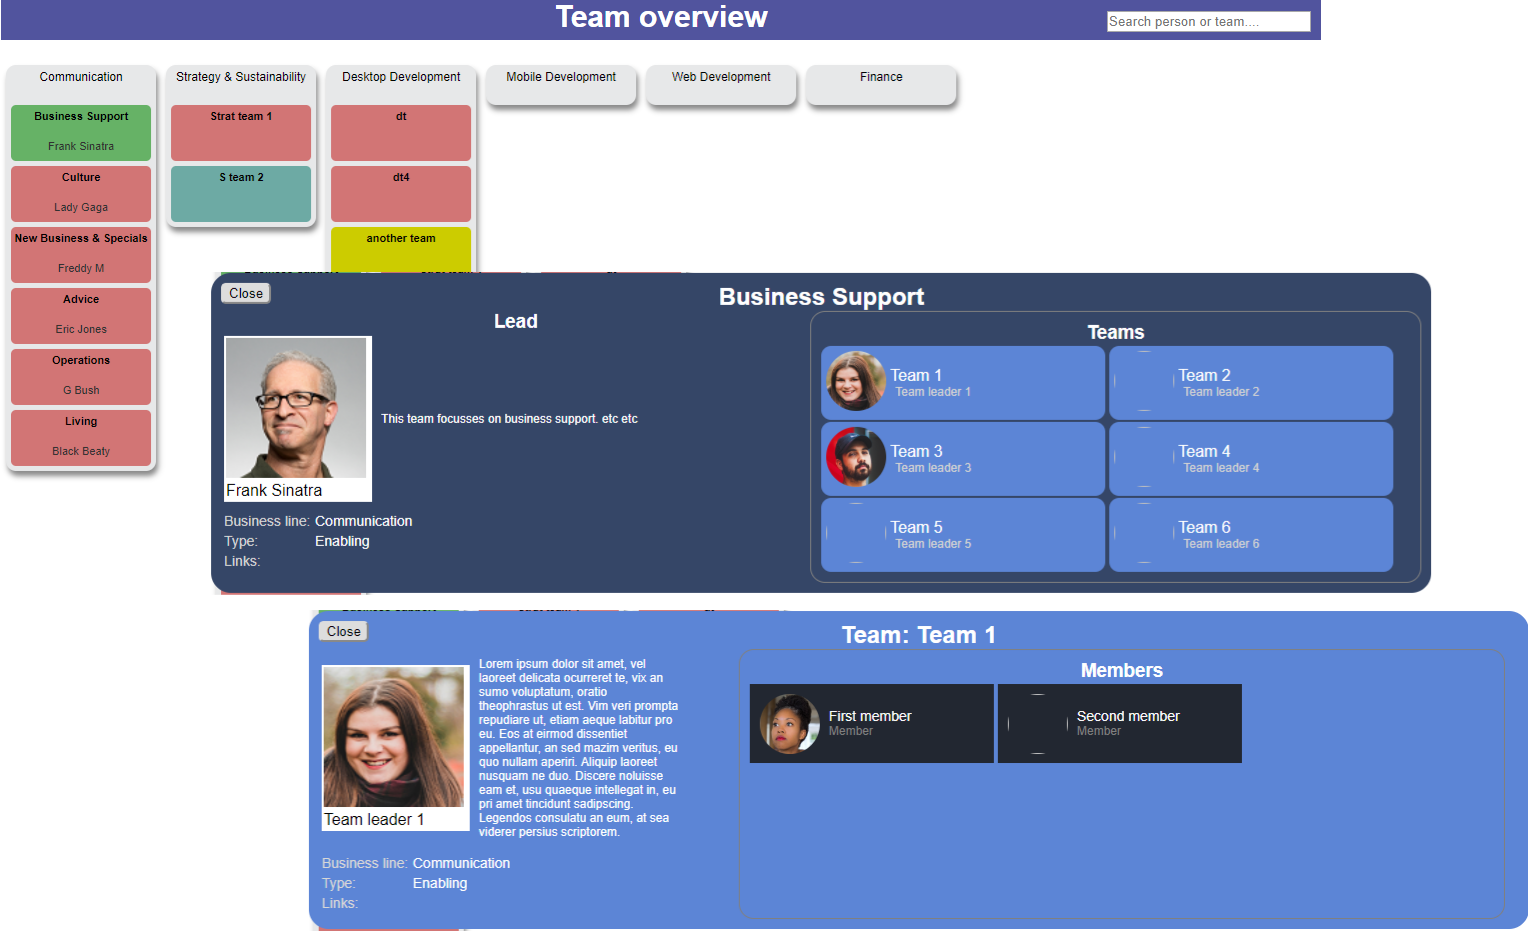 Team overview
Search person or team....
Communication
Business Support
Frank Sinatra
Culture
Lady Gaga
New Business & Specials
Freddy M
Advice
Eric Jones
Operations
G Bush
Living
Black Beaty
Strategy & Sustainability
Strat team 1
S team 2
Desktop Development
dt
dt4
another team
Mobile Development
Web Development
Finance
Close
Business Support
Lead
Frank Sinatra
This team focusses on business support. etc etc
Business line: Communication
Type: Enabling
Links:
Teams
Team 1
Team leader 1
Team 2
Team leader 2
Team 3
Team leader 3
Team 4
Team leader 4
Team 5
Team leader 5
Team 6
Team leader 6
Close
Team: Team 1
Team leader 1
Lorem ipsum dolor sit amet, vel
laoreet delicata ocurreret te, vix an
sumo voluptatum, oratio
theophrastus ut est. Vim veri prompta
repudiare ut, etiam aeque labitur pro
eu. Eos at eirmod dissentiet
appellantur, an sed mazim veritus, eu
quo nullam aperiri. Aliquip laoreet
nusquam ne duo. Discere noluisse
eam et, usu quaeque intellegat in, eu
pri amet tincidunt sadipscing.
Legendos consulatu an eum, at sea
viderer persius scriptorem.
Business line: Communication
Type: Enabling
Links:
Members
First member
Member
Second member
Member